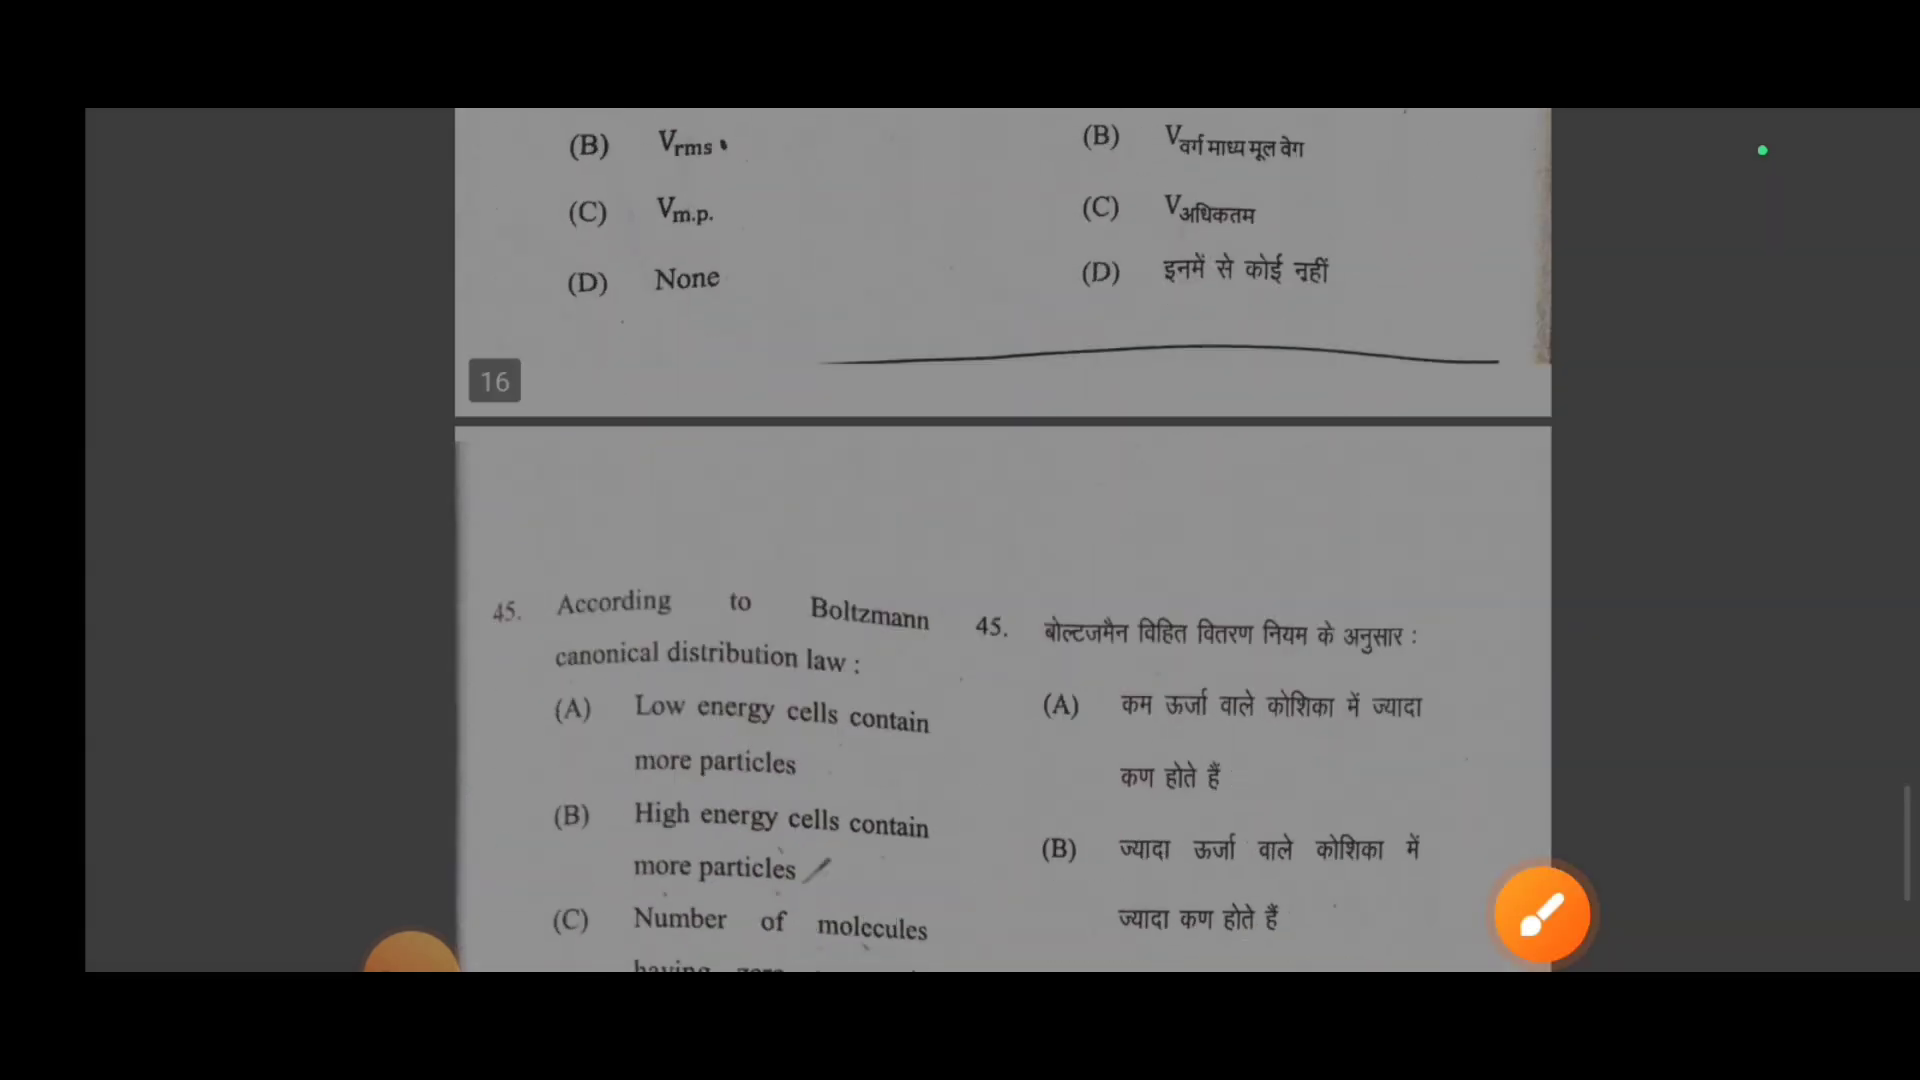 (B) Vrms
(C) Vm.p.
(D) None
(B) Vवर्ग माध्य मूल वेग
(C) Vअधिकतम
(D) इनमें से कोई नहीं
16
45. According to Boltzmann
canonical distribution law :
(A) Low energy cells contain
more particles
(B) High energy cells contain
more particles
(C) Number of molecules
having zero
45. बोल्टजमैन विहित वितरण नियम के अनुसार :
(A) कम ऊर्जा वाले कोशिका में ज्यादा
कण होते हैं
(B) ज्यादा ऊर्जा वाले कोशिका में
ज्यादा कण होते हैं